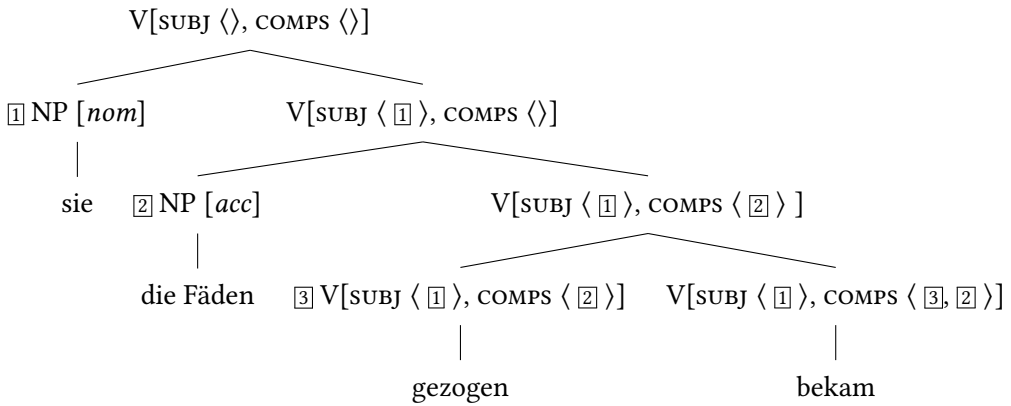 V[SUBJ ⟨⟩, COMPS ⟨⟩]
1 NP [nom] V[SUBJ ⟨ 1 ⟩, COMPS ⟨⟩]
sie 2 NP [acc] V[SUBJ ⟨ 1 ⟩, COMPS ⟨ 2 ⟩ ]
die Fäden 3 V[SUBJ ⟨ 1 ⟩, COMPS ⟨ 2 ⟩] V[SUBJ ⟨ 1 ⟩, COMPS ⟨ 3, 2 ⟩]
gezogen bekam